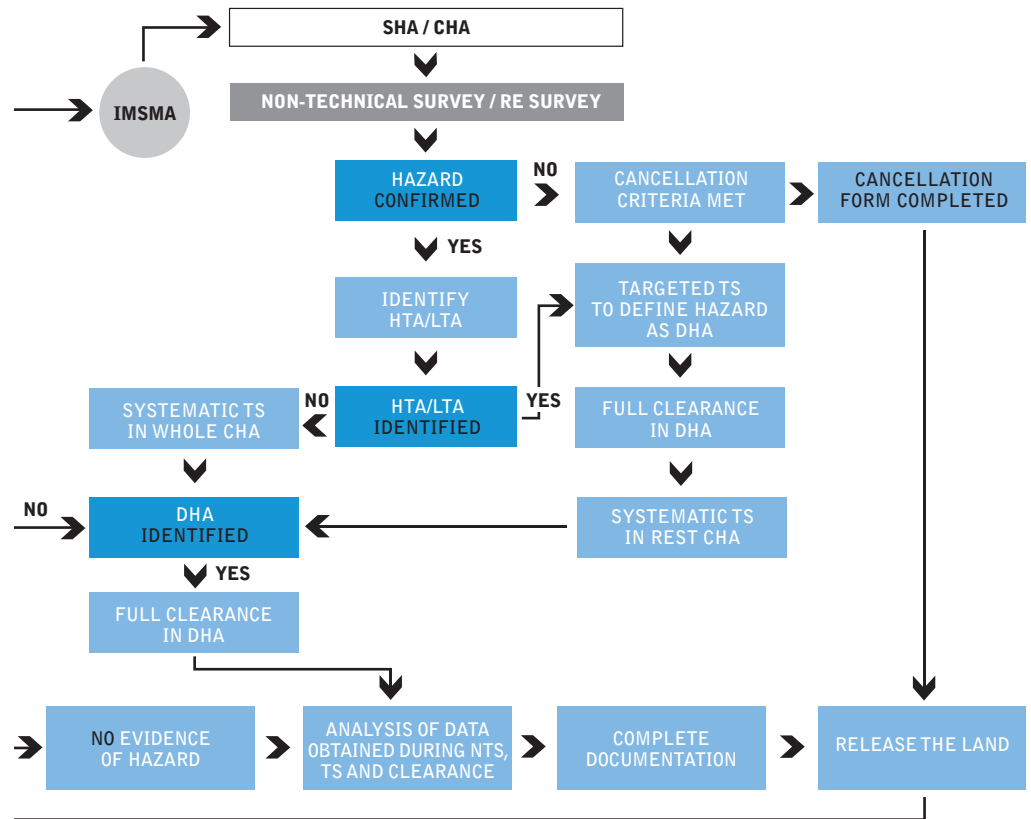 SHA / CHA
IMSMA
NON-TECHNICAL SURVEY / RE SURVEY
HAZARD
CONFIRMED
NO
CANCELLATION
CRITERIA MET
CANCELLATION
FORM COMPLETED
YES
IDENTIFY
HTA/LTA
TARGETED TS
TO DEFINE HAZARD
AS DHA
SYSTEMATIC TS
IN WHOLE CHA
NO
HTA/LTA
IDENTIFIED
YES
FULL CLEARANCE
IN DHA
NO
DHA
IDENTIFIED
SYSTEMATIC TS
IN REST CHA
YES
FULL CLEARANCE
IN DHA
NO EVIDENCE
OF HAZARD
ANALYSIS OF DATA
OBTAINED DURING NTS,
TS AND CLEARANCE
COMPLETE
DOCUMENTATION
RELEASE THE LAND